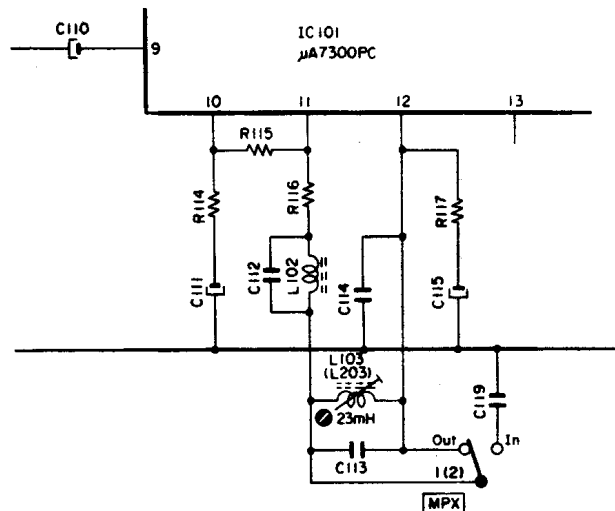 C110
9
IC101
μA7300PC
10
11
12
13
R115
R114
R116
R117
C111
C112
L102
C114
C115
L103
(L203)
23mH
C119
C113
Out
In
1(2)
MPX